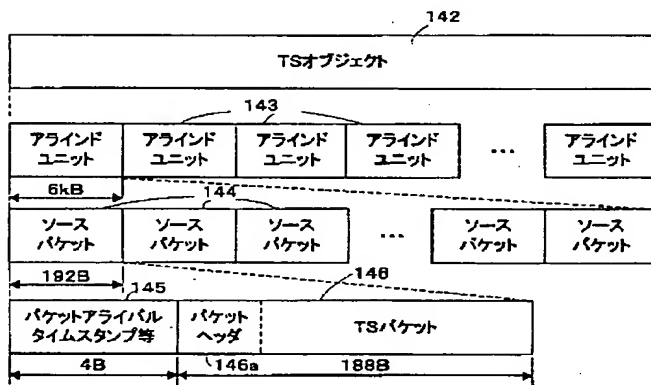 142
TSオブジェクト
143
アラインド
ユニット
アラインド
ユニット
アラインド
ユニット
アラインド
ユニット
...
アラインド
ユニット
6kB
144
ソース
パケット
ソース
パケット
ソース
パケット
...
ソース
パケット
ソース
パケット
192B
145
146
パケットアライバル
タイムスタンプ等
パケット
ヘッダ
TSパケット
4B
146a
188B